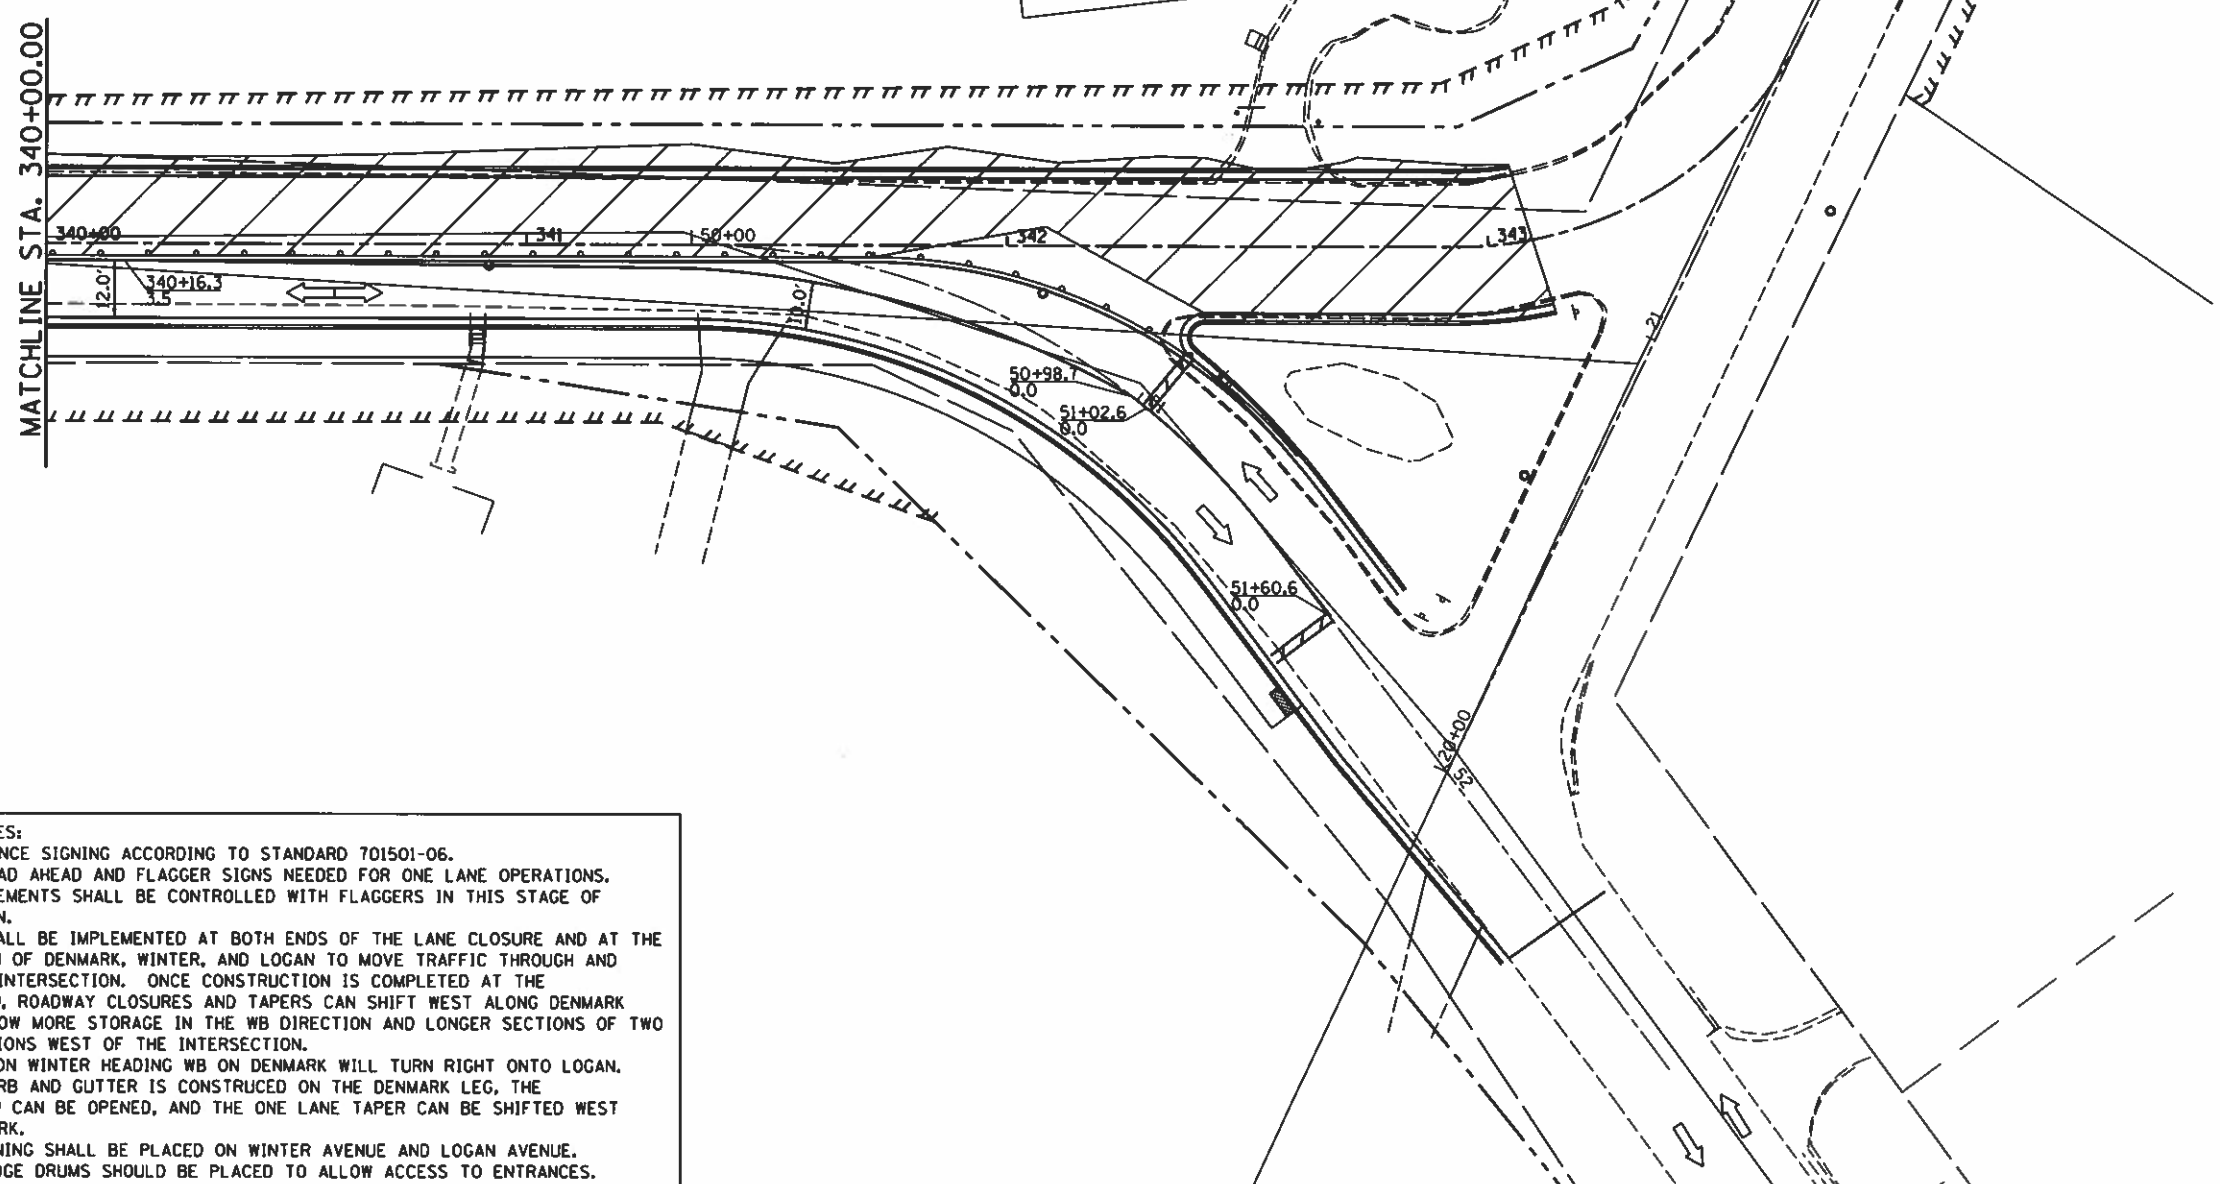 MATCHLINE STA. 340+00.00
340+00
341
50+00
342
343
12.0'
340+16.3
3.5
10.0'
50+98.7
0.0
51+02.6
0.0
21
51+60.6
0.0
20+00
52
ES:
NCE SIGNING ACCORDING TO STANDARD 701501-06.
AD AHEAD AND FLAGGER SIGNS NEEDED FOR ONE LANE OPERATIONS.
EMENTS SHALL BE CONTROLLED WITH FLAGGERS IN THIS STAGE OF
N.
ALL BE IMPLEMENTED AT BOTH ENDS OF THE LANE CLOSURE AND AT THE
OF DENMARK, WINTER, AND LOGAN TO MOVE TRAFFIC THROUGH AND
INTERSECTION. ONCE CONSTRUCTION IS COMPLETED AT THE
, ROADWAY CLOSURES AND TAPERS CAN SHIFT WEST ALONG DENMARK
OW MORE STORAGE IN THE WB DIRECTION AND LONGER SECTIONS OF TWO
IONS WEST OF THE INTERSECTION.
ON WINTER HEADING WB ON DENMARK WILL TURN RIGHT ONTO LOGAN.
RB AND GUTTER IS CONSTRUCED ON THE DENMARK LEG, THE
CAN BE OPENED, AND THE ONE LANE TAPER CAN BE SHIFTED WEST
RK.
NING SHALL BE PLACED ON WINTER AVENUE AND LOGAN AVENUE.
DGE DRUMS SHOULD BE PLACED TO ALLOW ACCESS TO ENTRANCES.